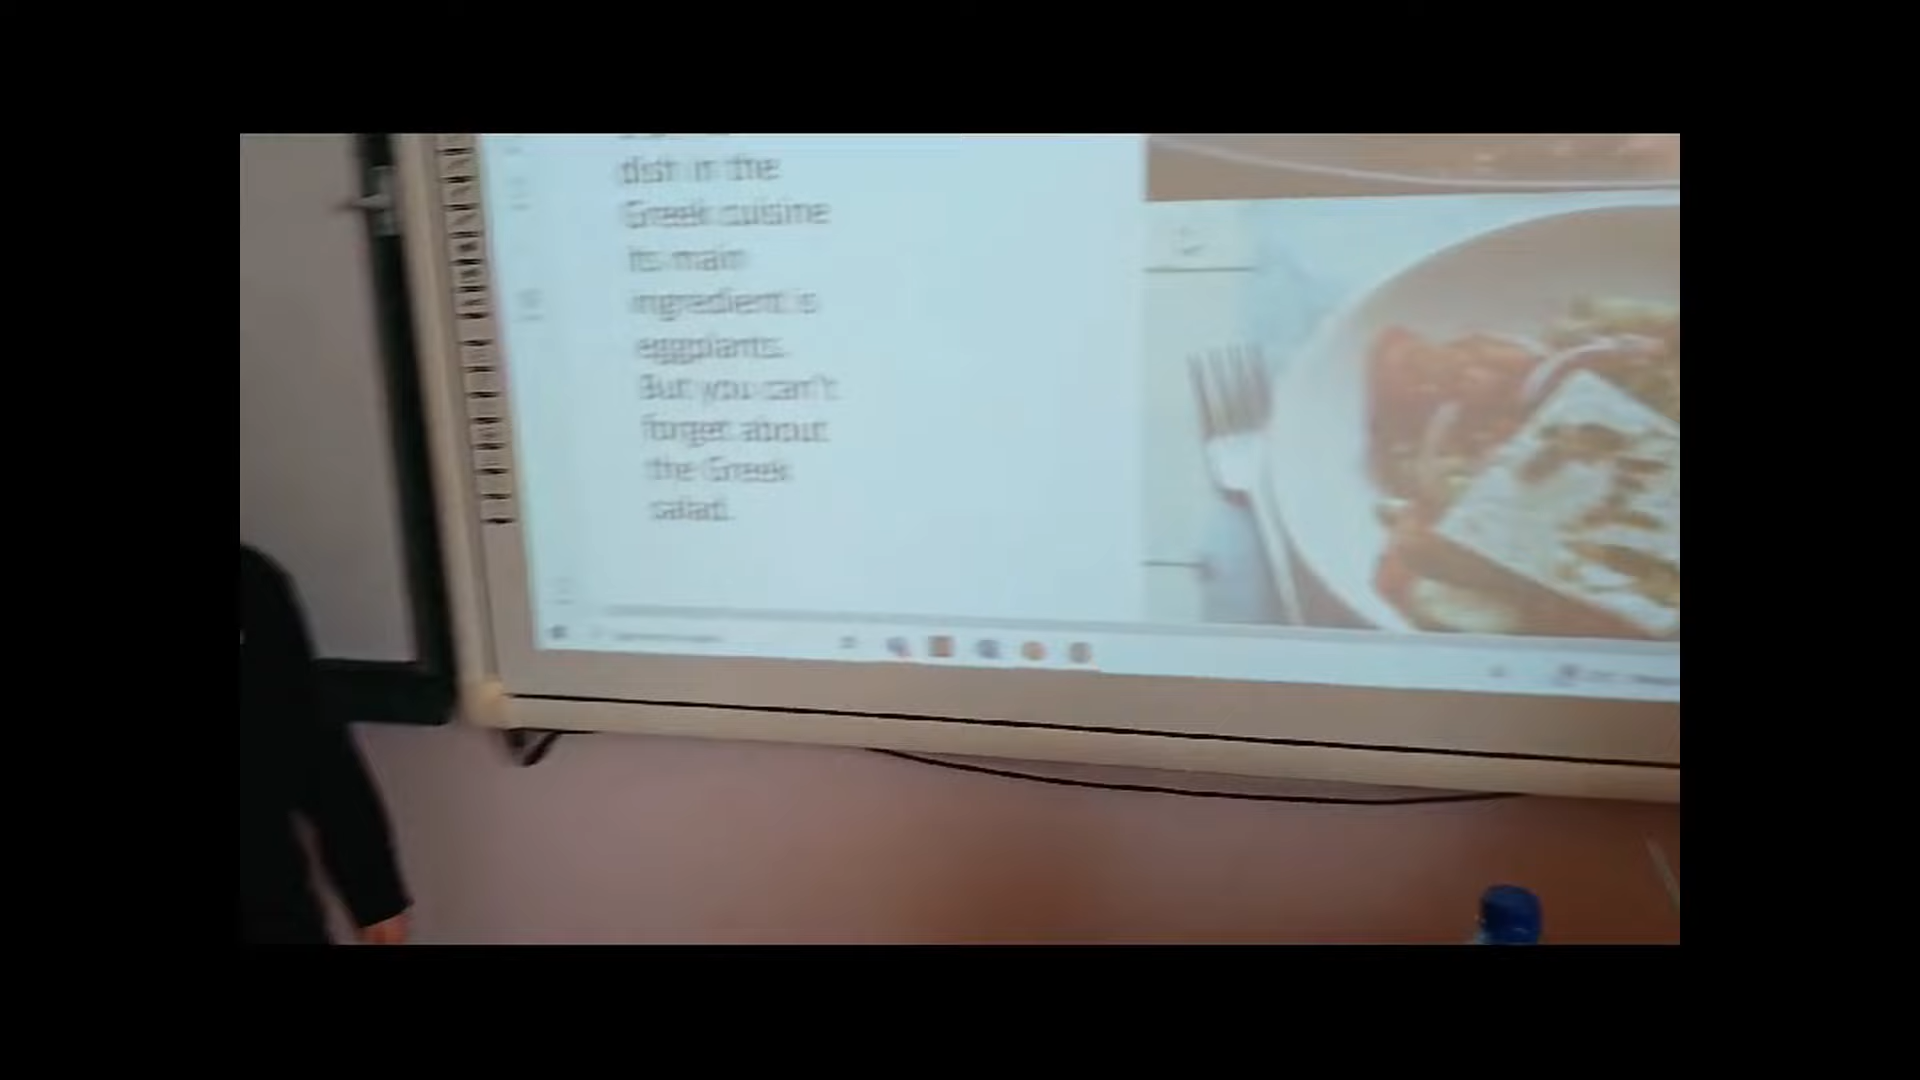 dish in the
Greek cuisine
its main
ingredient is
eggplants.
But you can't
forget about
the Greek
salad.